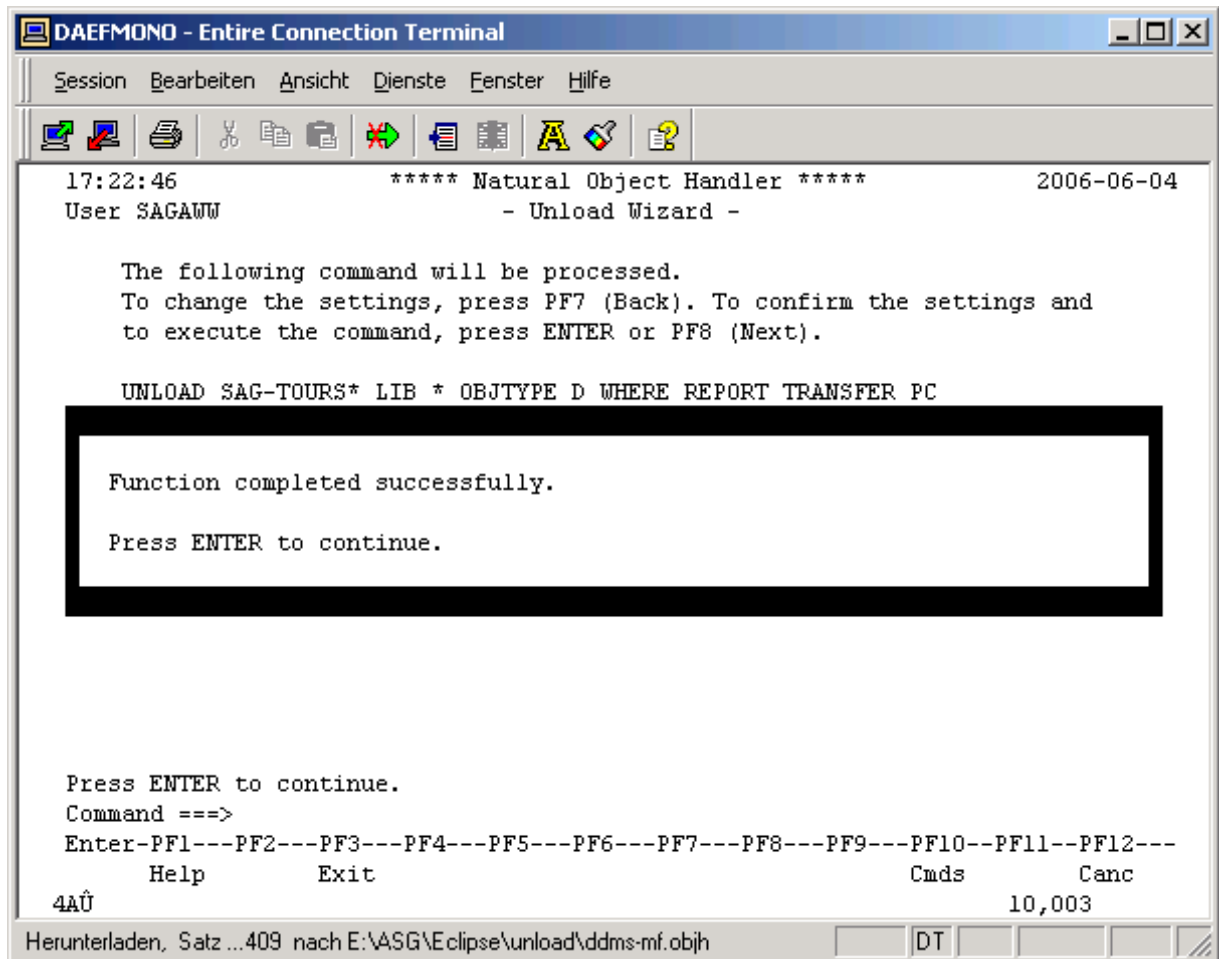 DAEFMONO - Entire Connection Terminal
Session Bearbeiten Ansicht Dienste Fenster Hilfe
17:22:46 ***** Natural Object Handler ***** 2006-06-04
User SAGAWW - Unload Wizard -
The following command will be processed.
To change the settings, press PF7 (Back). To confirm the settings and
to execute the command, press ENTER or PF8 (Next).
UNLOAD SAG-TOURS* LIB * OBJTYPE D WHERE REPORT TRANSFER PC
Function completed successfully.
Press ENTER to continue.
Press ENTER to continue.
Command ===>
Enter-PF1---PF2---PF3---PF4---PF5---PF6---PF7---PF8---PF9---PF10--PF11--PF12---
Help Exit Cmds Canc
4AÛ 10,003
Herunterladen, Satz ...409 nach E:\ASG\Eclipse\unload\ddms-mf.objh DT